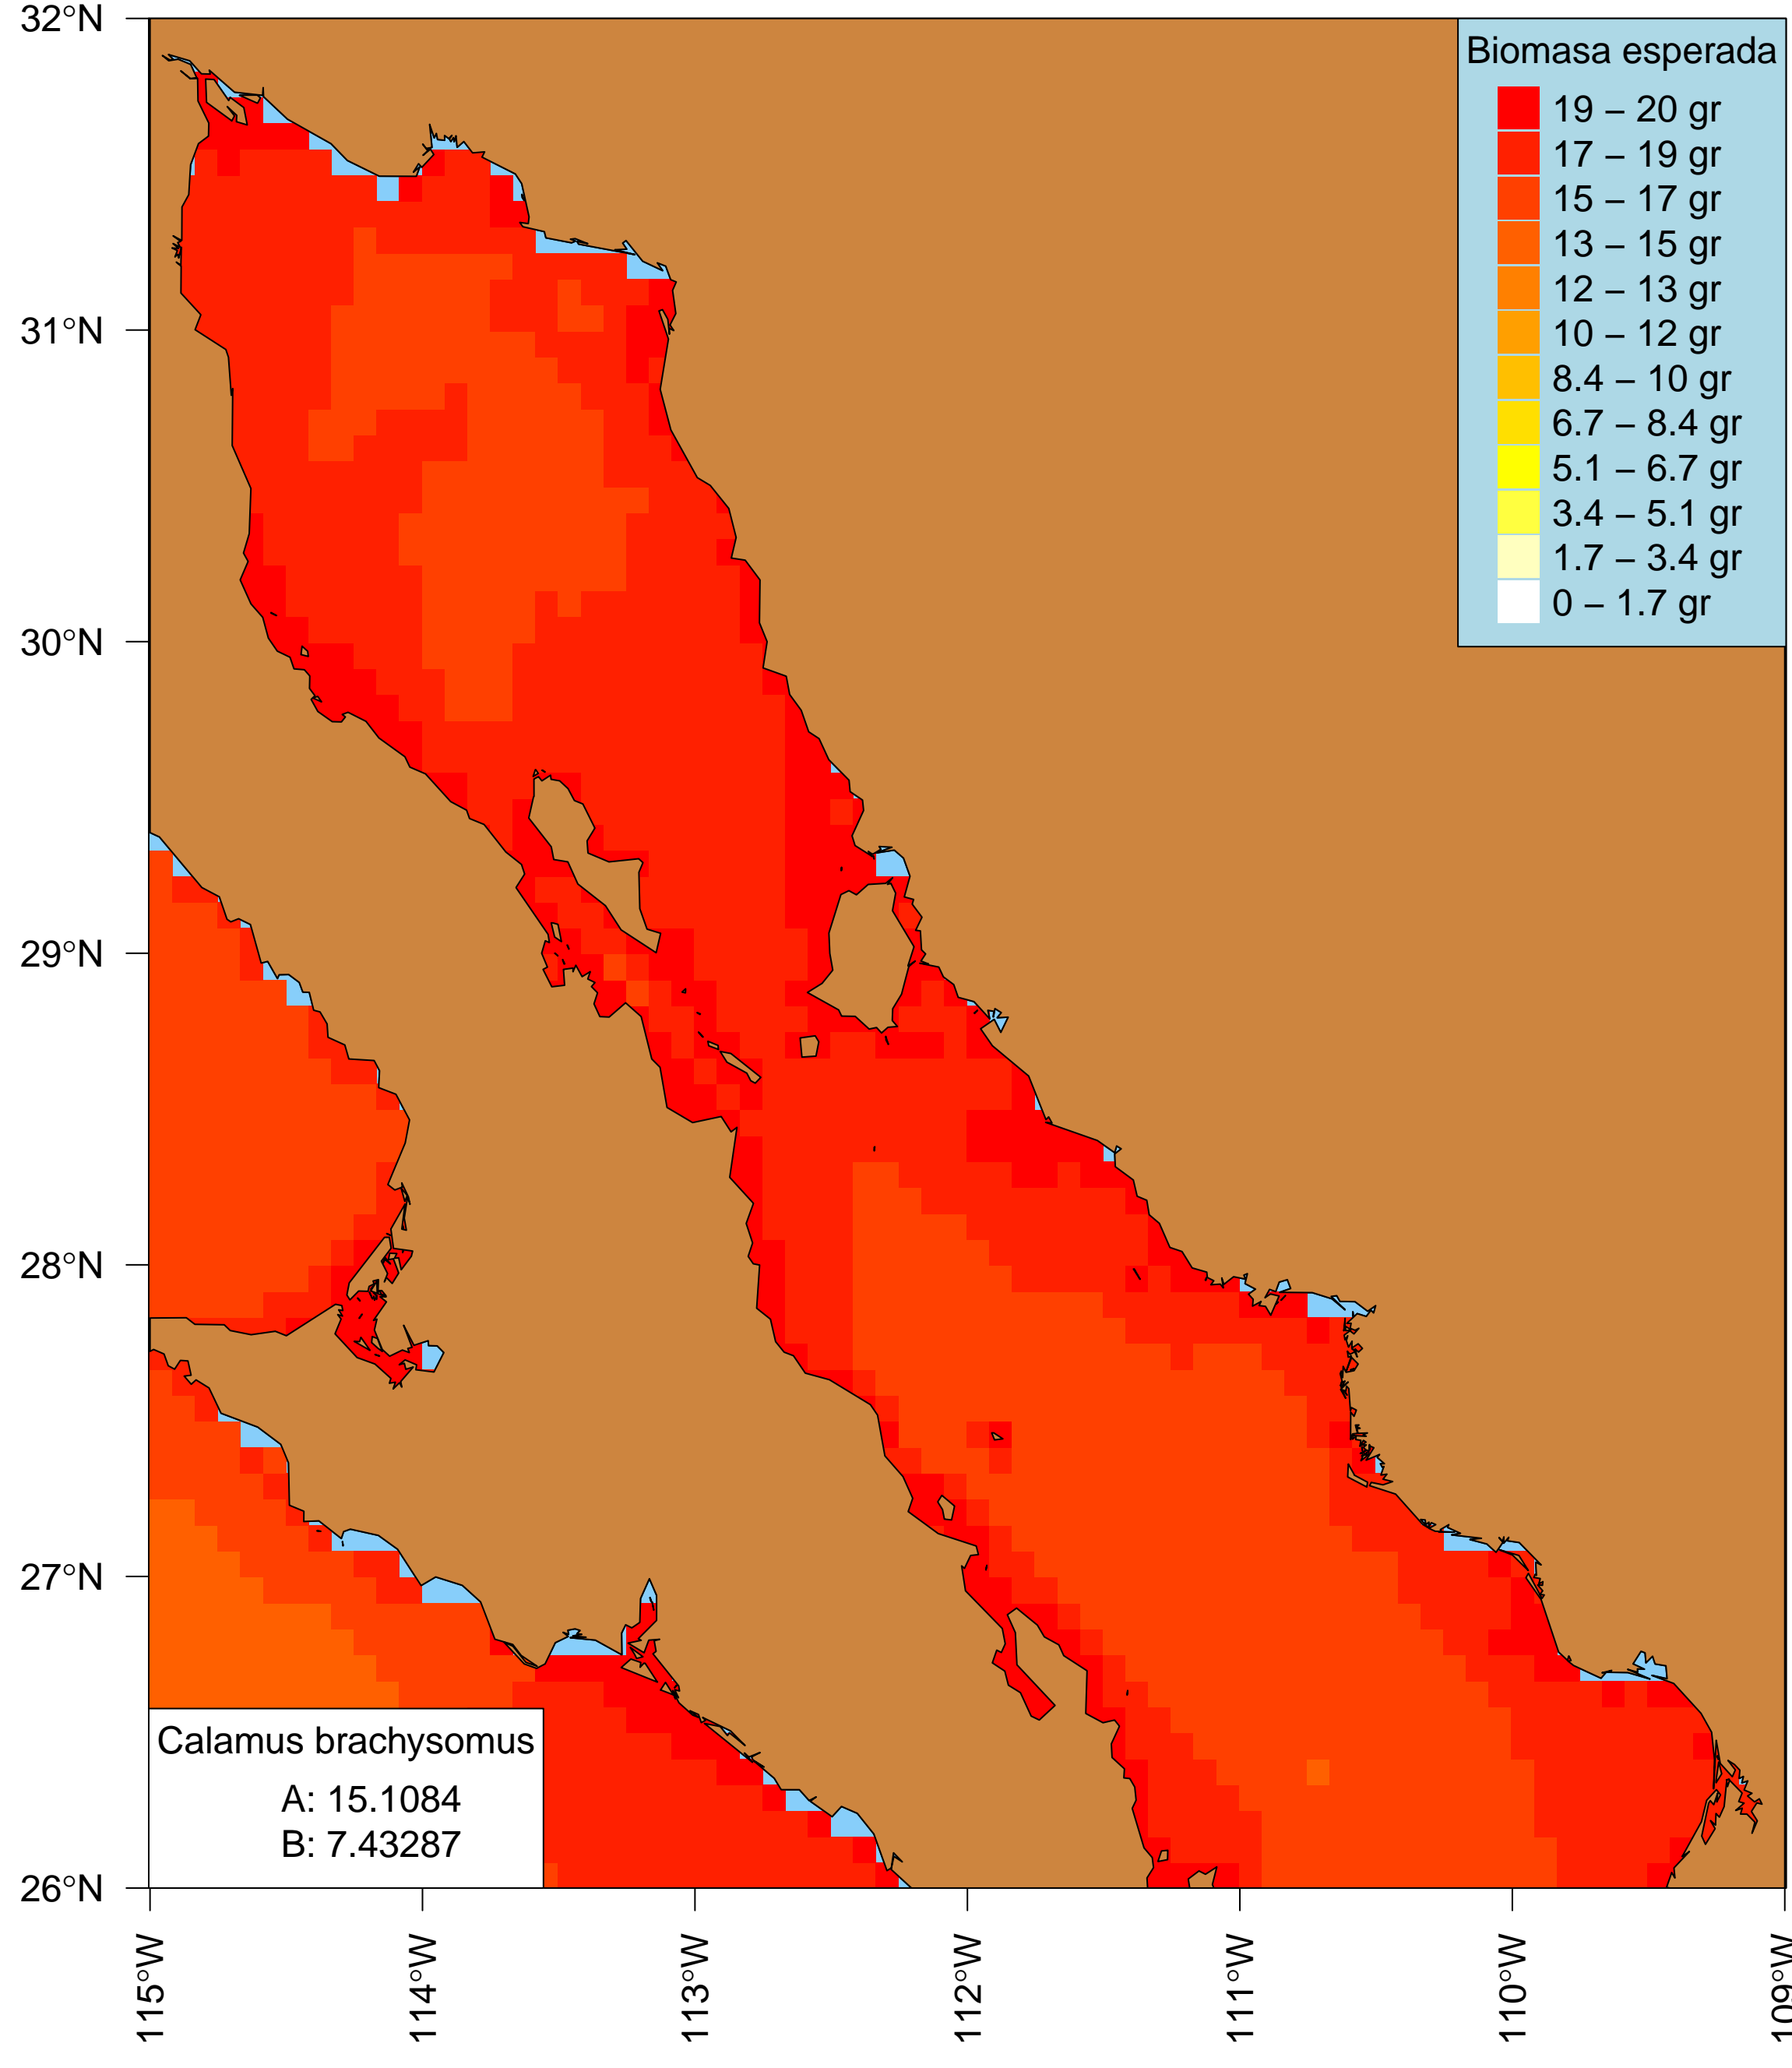 32°N
31°N
30°N
29°N
28°N
27°N
26°N
Biomasa esperada
19 – 20 gr
17 – 19 gr
15 – 17 gr
13 – 15 gr
12 – 13 gr
10 – 12 gr
8.4 – 10 gr
6.7 – 8.4 gr
5.1 – 6.7 gr
3.4 – 5.1 gr
1.7 – 3.4 gr
0 – 1.7 gr
Calamus brachysomus
A: 15.1084
B: 7.43287
115°W
114°W
113°W
112°W
111°W
110°W
109°W